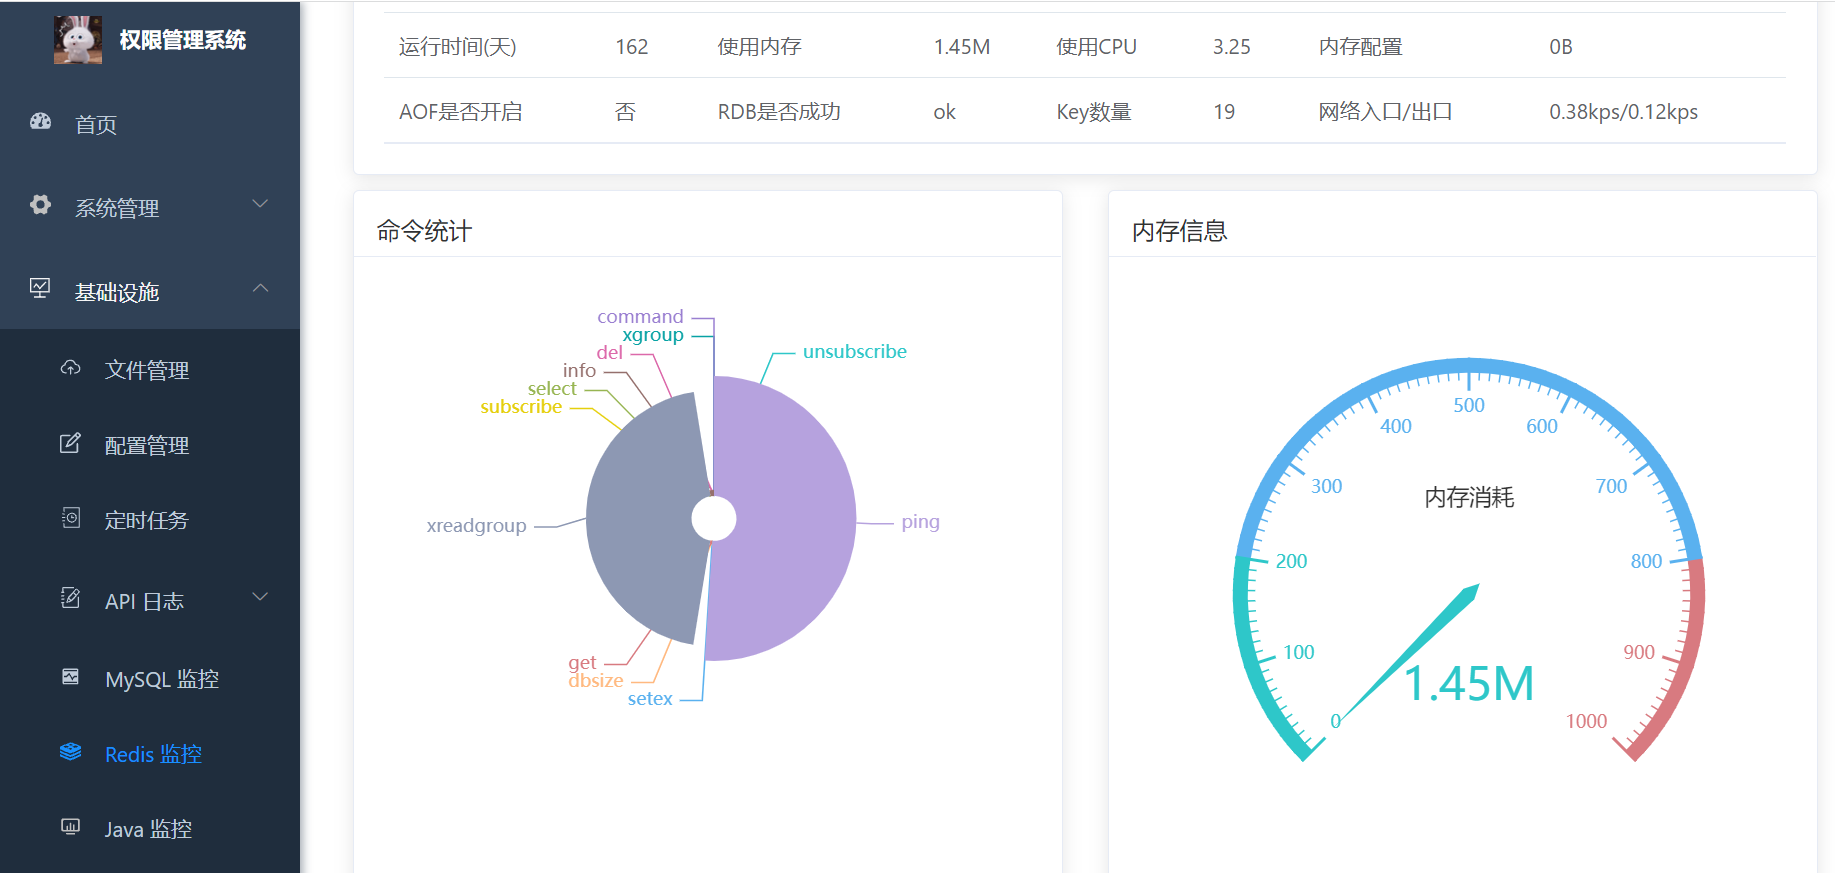 权限管理系统
首页
系统管理
基础设施
文件管理
配置管理
定时任务
API 日志
MySQL 监控
Redis 监控
Java 监控
运行时间(天) 162 使用内存 1.45M 使用CPU 3.25 内存配置 0B
AOF是否开启 否 RDB是否成功 ok Key数量 19 网络入口/出口 0.38kps/0.12kps
命令统计
command
xgroup
del
info
select
subscribe
unsubscribe
xreadgroup
ping
get
dbsize
setex
内存信息
0
100
200
300
400
500
600
700
800
900
1000
内存消耗
1.45M